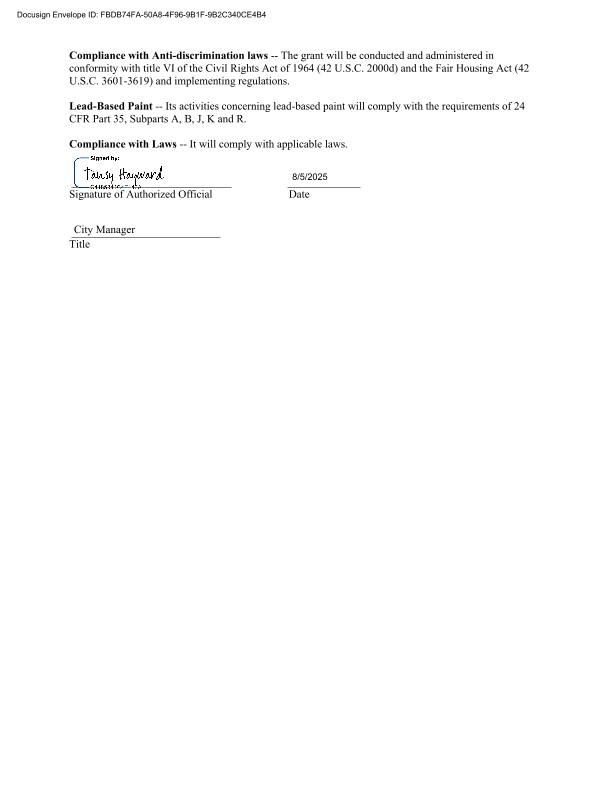 Docusign Envelope ID: FBDB74FA-50A8-4F96-9B1F-9B2C340CE4B4
Compliance with Anti-discrimination laws -- The grant will be conducted and administered in
conformity with title VI of the Civil Rights Act of 1964 (42 U.S.C. 2000d) and the Fair Housing Act (42
U.S.C. 3601-3619) and implementing regulations.
Lead-Based Paint -- Its activities concerning lead-based paint will comply with the requirements of 24
CFR Part 35, Subparts A, B, J, K and R.
Compliance with Laws -- It will comply with applicable laws.
Signed by:
Tansy Hayward
8/5/2025
Signature of Authorized Official
Date
City Manager
Title